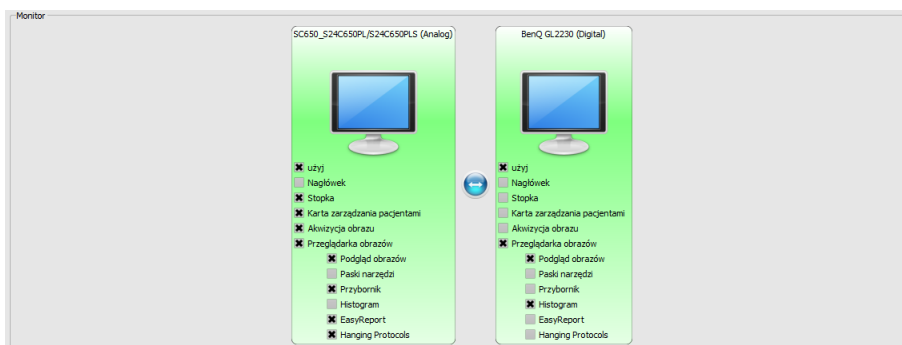 Monitor
SC650_S24C650PL/S24C650PLS (Analog)
użyj
Nagłówek
Stopka
Karta zarządzania pacjentami
Akwizycja obrazu
Przeglądarka obrazów
Podgląd obrazów
Paski narzędzi
Przybornik
Histogram
EasyReport
Hanging Protocols
BenQ GL2230 (Digital)
użyj
Nagłówek
Stopka
Karta zarządzania pacjentami
Akwizycja obrazu
Przeglądarka obrazów
Podgląd obrazów
Paski narzędzi
Przybornik
Histogram
EasyReport
Hanging Protocols